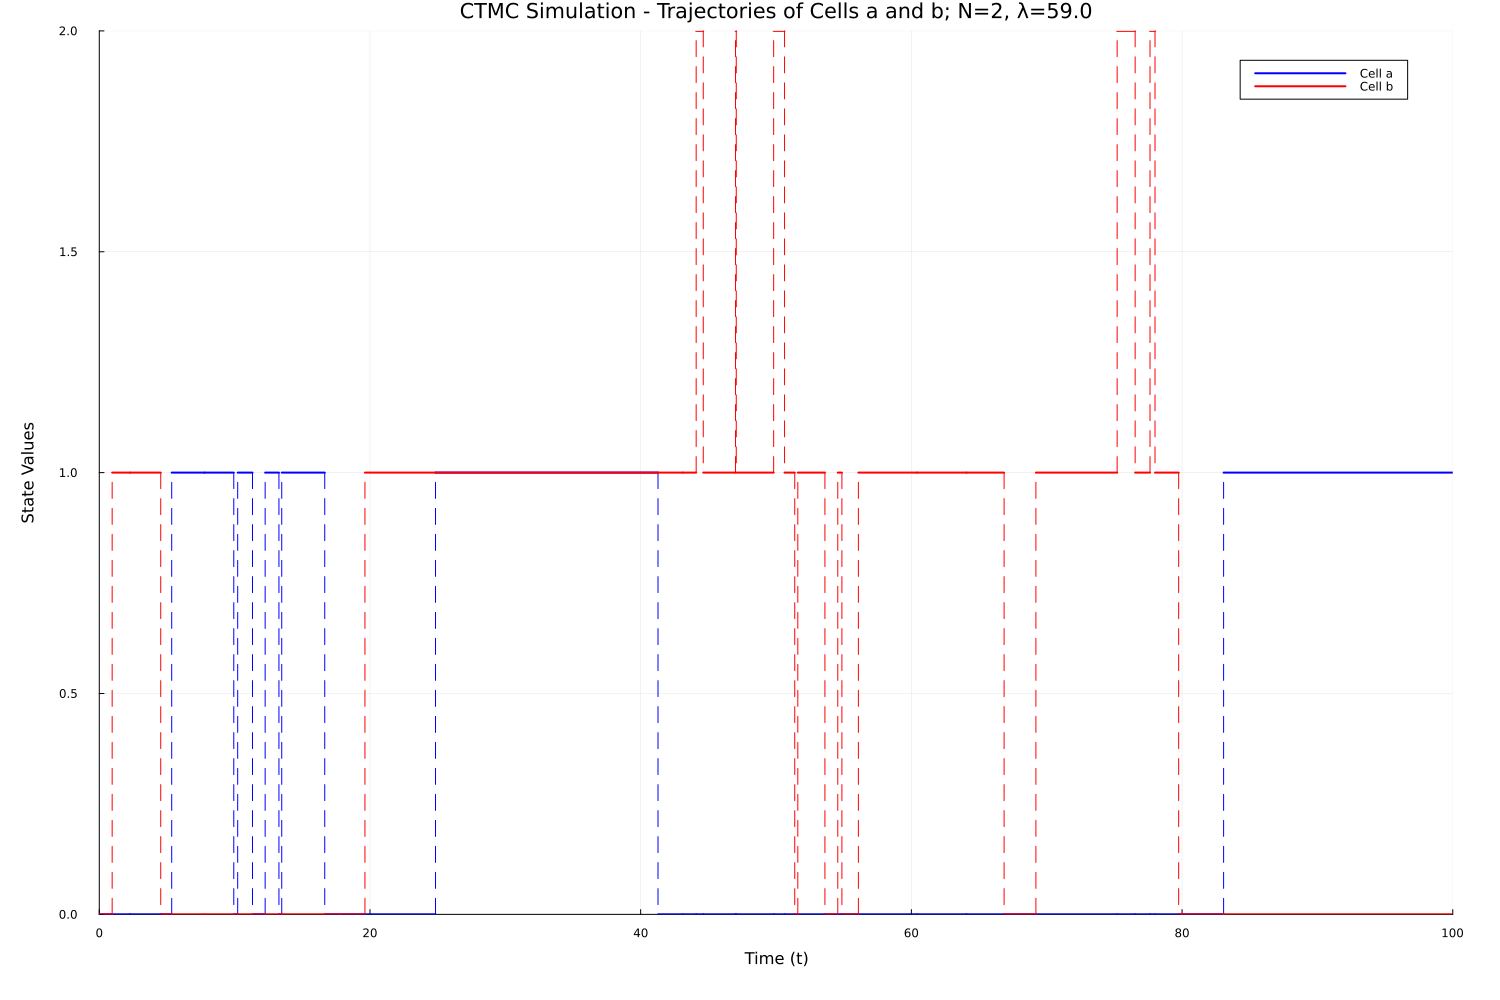 CTMC Simulation - Trajectories of Cells a and b; N=2, λ=59.0
2.0
Cell a
Cell b
1.5
1.0
State Values
0.5
0.0
0 20 40 60 80 100
Time (t)